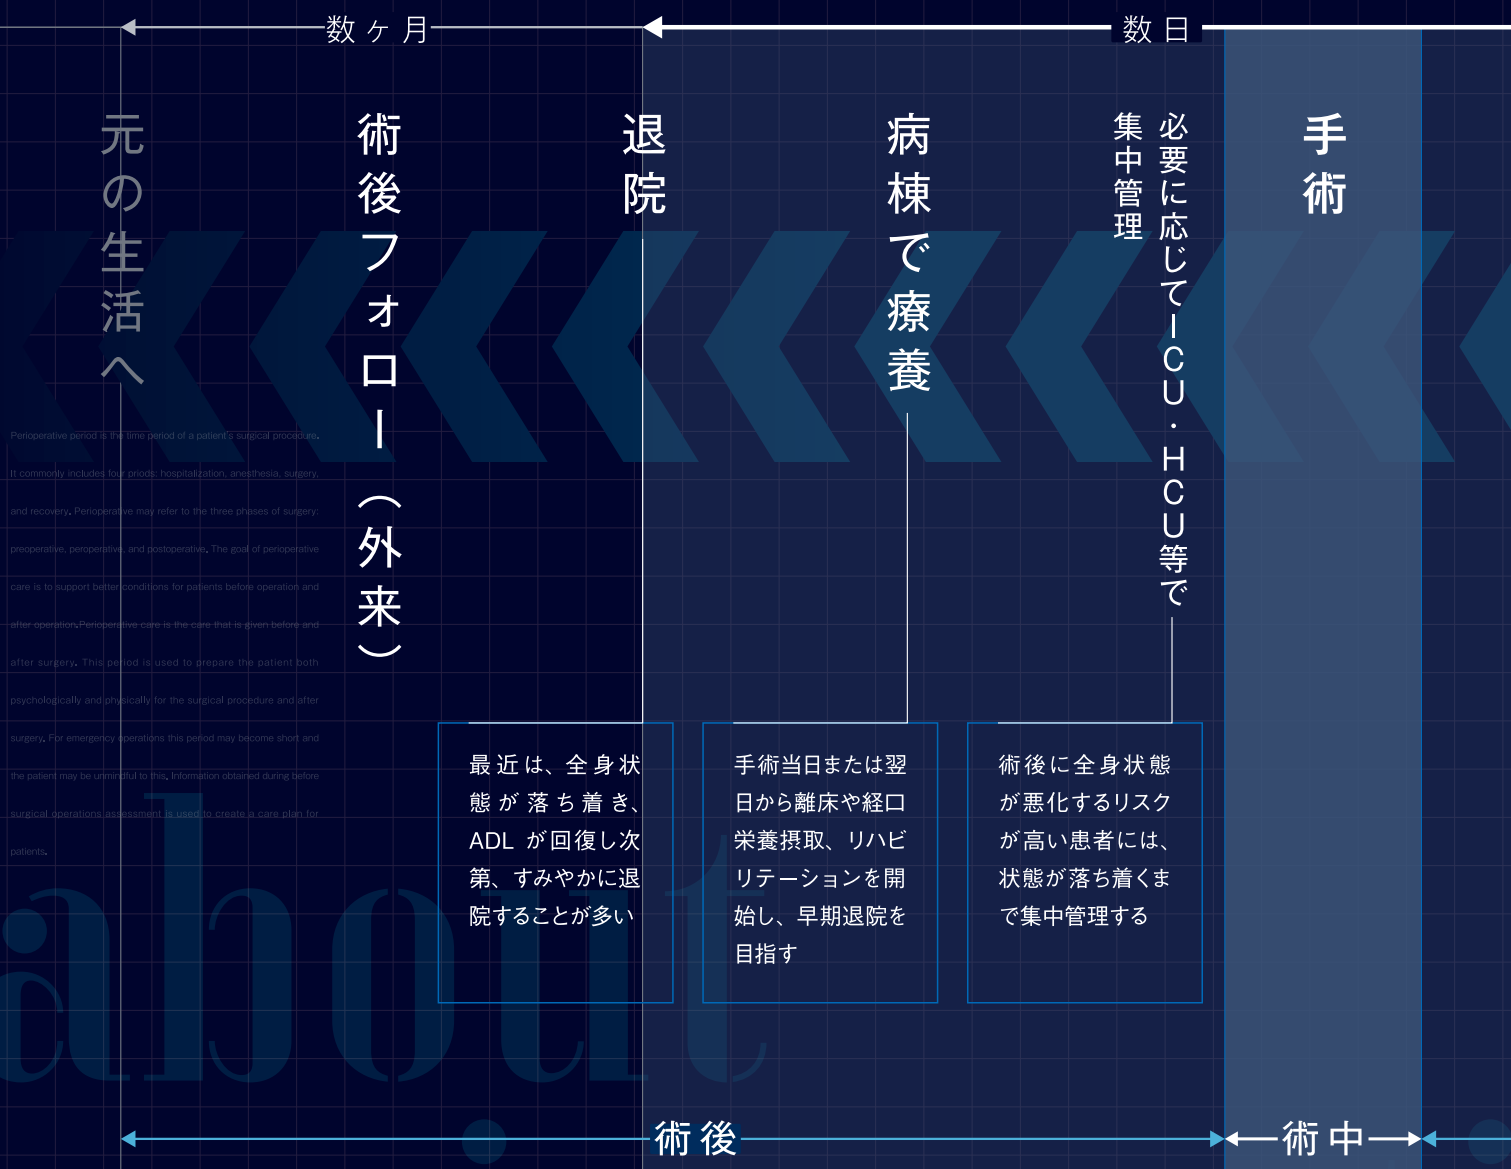 数日
数ヶ月
手術
必要に応じてICU・HCU等で
集中管理
病棟で療養
退院
術後フォロー（外来）
元の生活へ
術後に全身状態
が悪化するリスク
が高い患者には、
状態が落ち着くま
で集中管理する
手術当日または翌
日から離床や経口
栄養摂取、リハビ
リテーションを開
始し、早期退院を
目指す
最近は、全身状
態が落ち着き、
ADL が回復し次
第、すみやかに退
院することが多い
Perioperative period is the time period of a patient's surgical procedure.
It commonly includes four priods: hospitalization, anesthesia, surgery,
and recovery. Perioperative may refer to the three phases of surgery:
preoperative, peroperative, and postoperative. The goal of perioperative
care is to support better conditions for patients before operation and
after operation.Perioperative care is the care that is given before and
after surgery. This period is used to prepare the patient both
psychologically and physically for the surgical procedure and after
surgery. For emergency operations this period may become short and
the patient may be unmindful to this. Information obtained during before
surgical operations assessment is used to create a care plan for
patients.
about
術中
術後